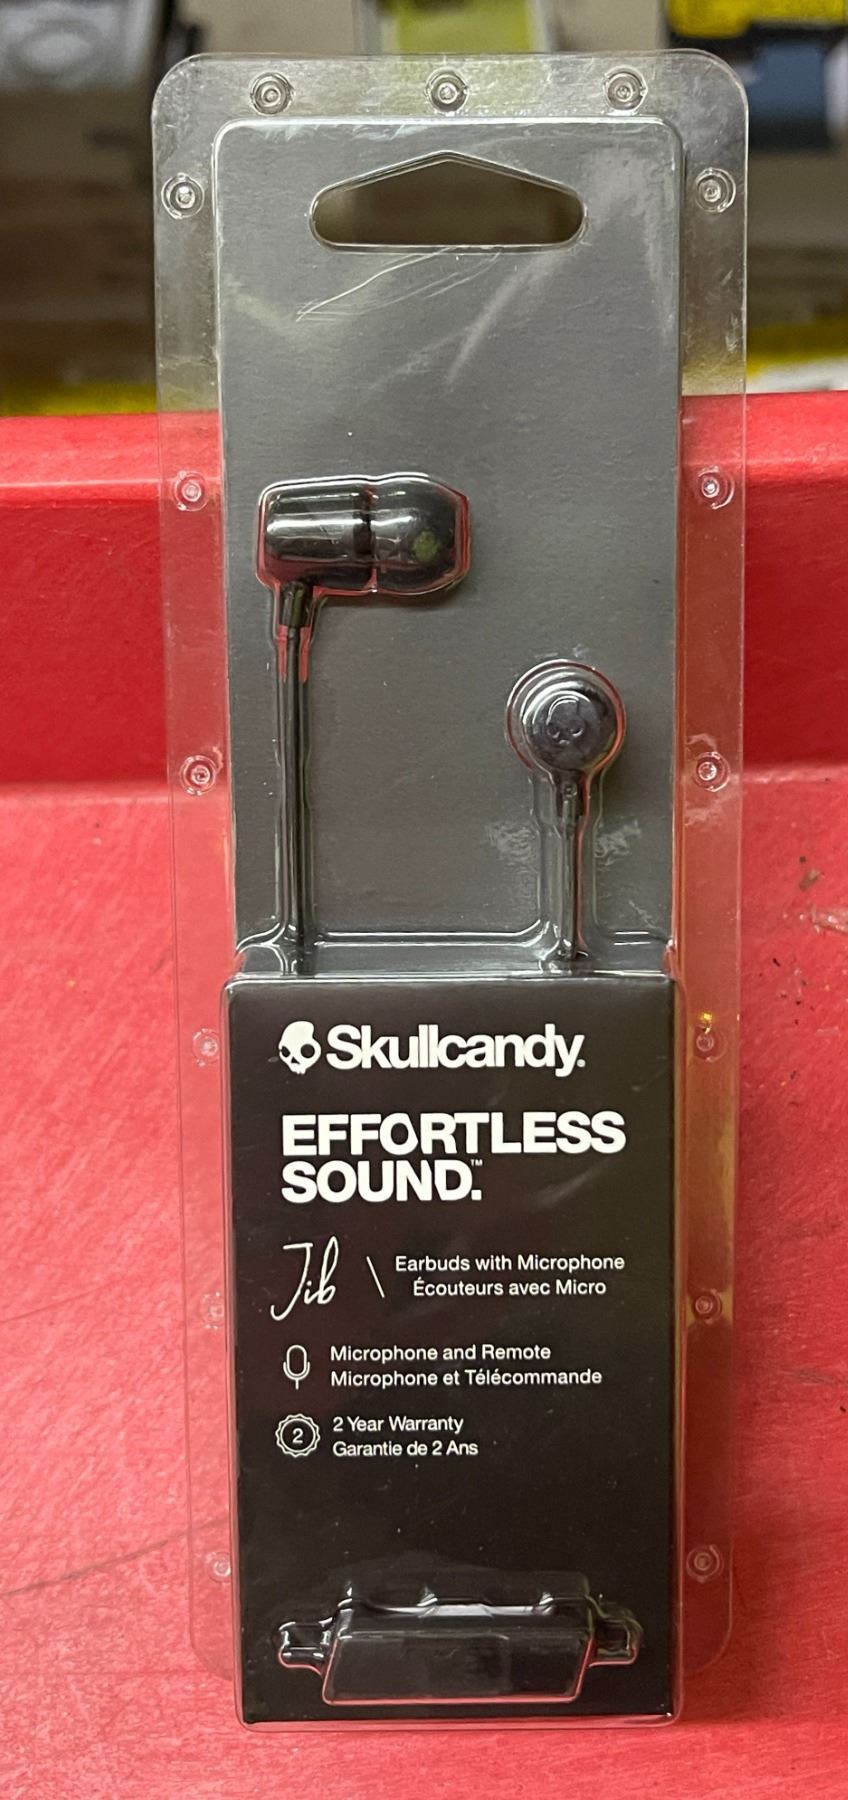 Skullcandy.
EFFORTLESS
SOUND.™
Jib \ Earbuds with Microphone
Écouteurs avec Micro
Microphone and Remote
Microphone et Télécommande
2 2 Year Warranty
Garantie de 2 Ans